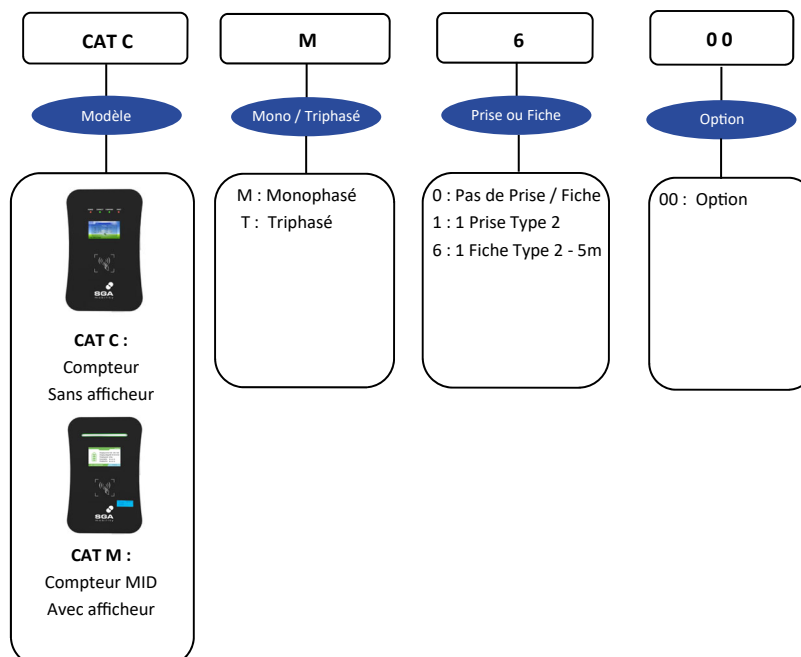 CAT C
M
6
0 0
Modèle
Mono / Triphasé
Prise ou Fiche
Option
SGA
CAT C :
Compteur
Sans afficheur
SGA
CAT M :
Compteur MID
Avec afficheur
M : Monophasé
T : Triphasé
0 : Pas de Prise / Fiche
1 : 1 Prise Type 2
6 : 1 Fiche Type 2 - 5m
00 : Option